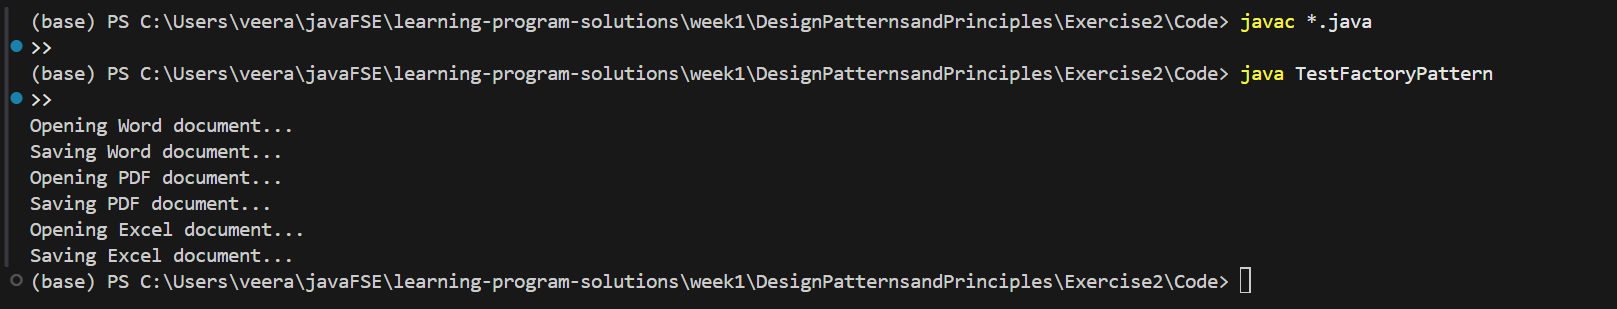 (base) PS C:\Users\veera\javaFSE\learning-program-solutions\week1\DesignPatternsandPrinciples\Exercise2\Code> javac *.java
>>
(base) PS C:\Users\veera\javaFSE\learning-program-solutions\week1\DesignPatternsandPrinciples\Exercise2\Code> java TestFactoryPattern
>>
Opening Word document...
Saving Word document...
Opening PDF document...
Saving PDF document...
Opening Excel document...
Saving Excel document...
(base) PS C:\Users\veera\javaFSE\learning-program-solutions\week1\DesignPatternsandPrinciples\Exercise2\Code>